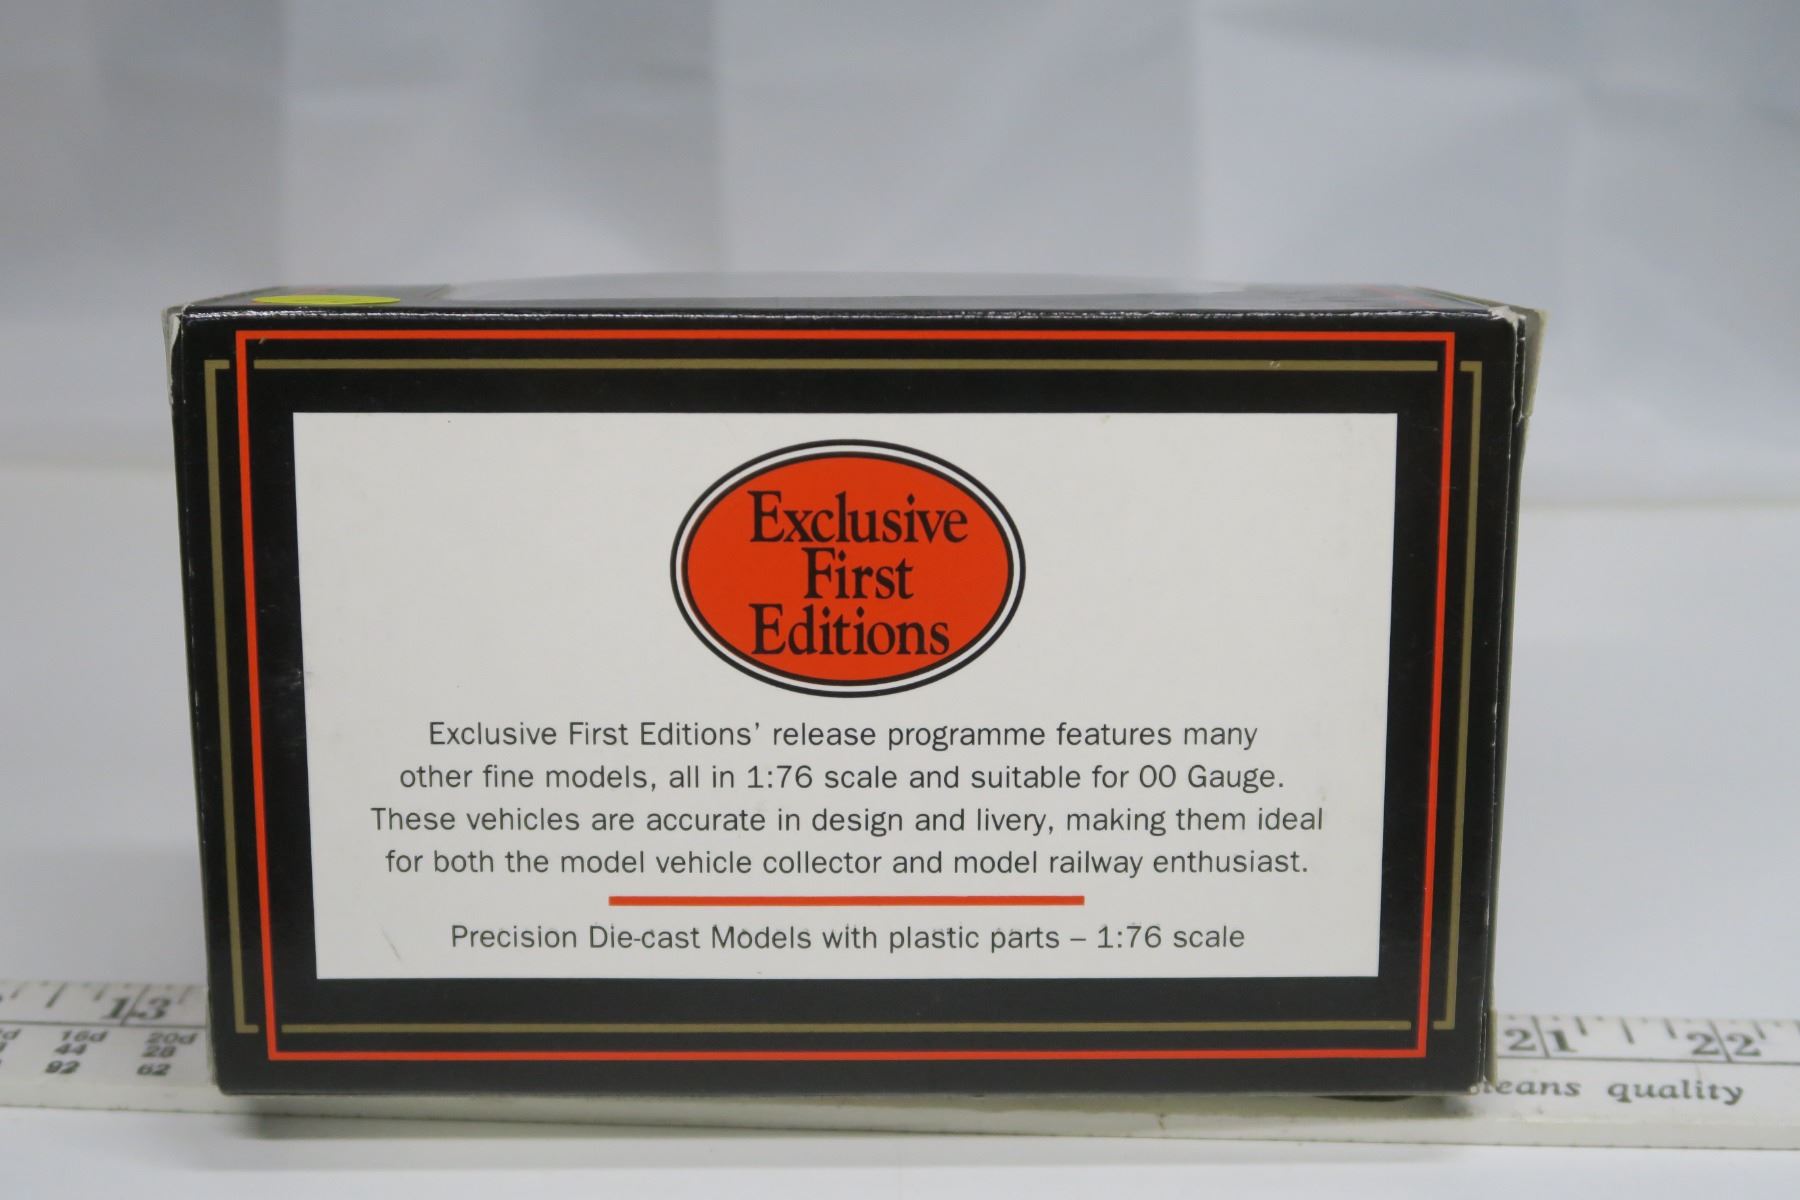 Exclusive
First
Editions
Exclusive First Editions' release programme features many
other fine models, all in 1:76 scale and suitable for 00 Gauge.
These vehicles are accurate in design and livery, making them ideal
for both the model vehicle collector and model railway enthusiast.
Precision Die-cast Models with plastic parts – 1:76 scale
13
16d 20d
44 28
92 62
21 22
quality